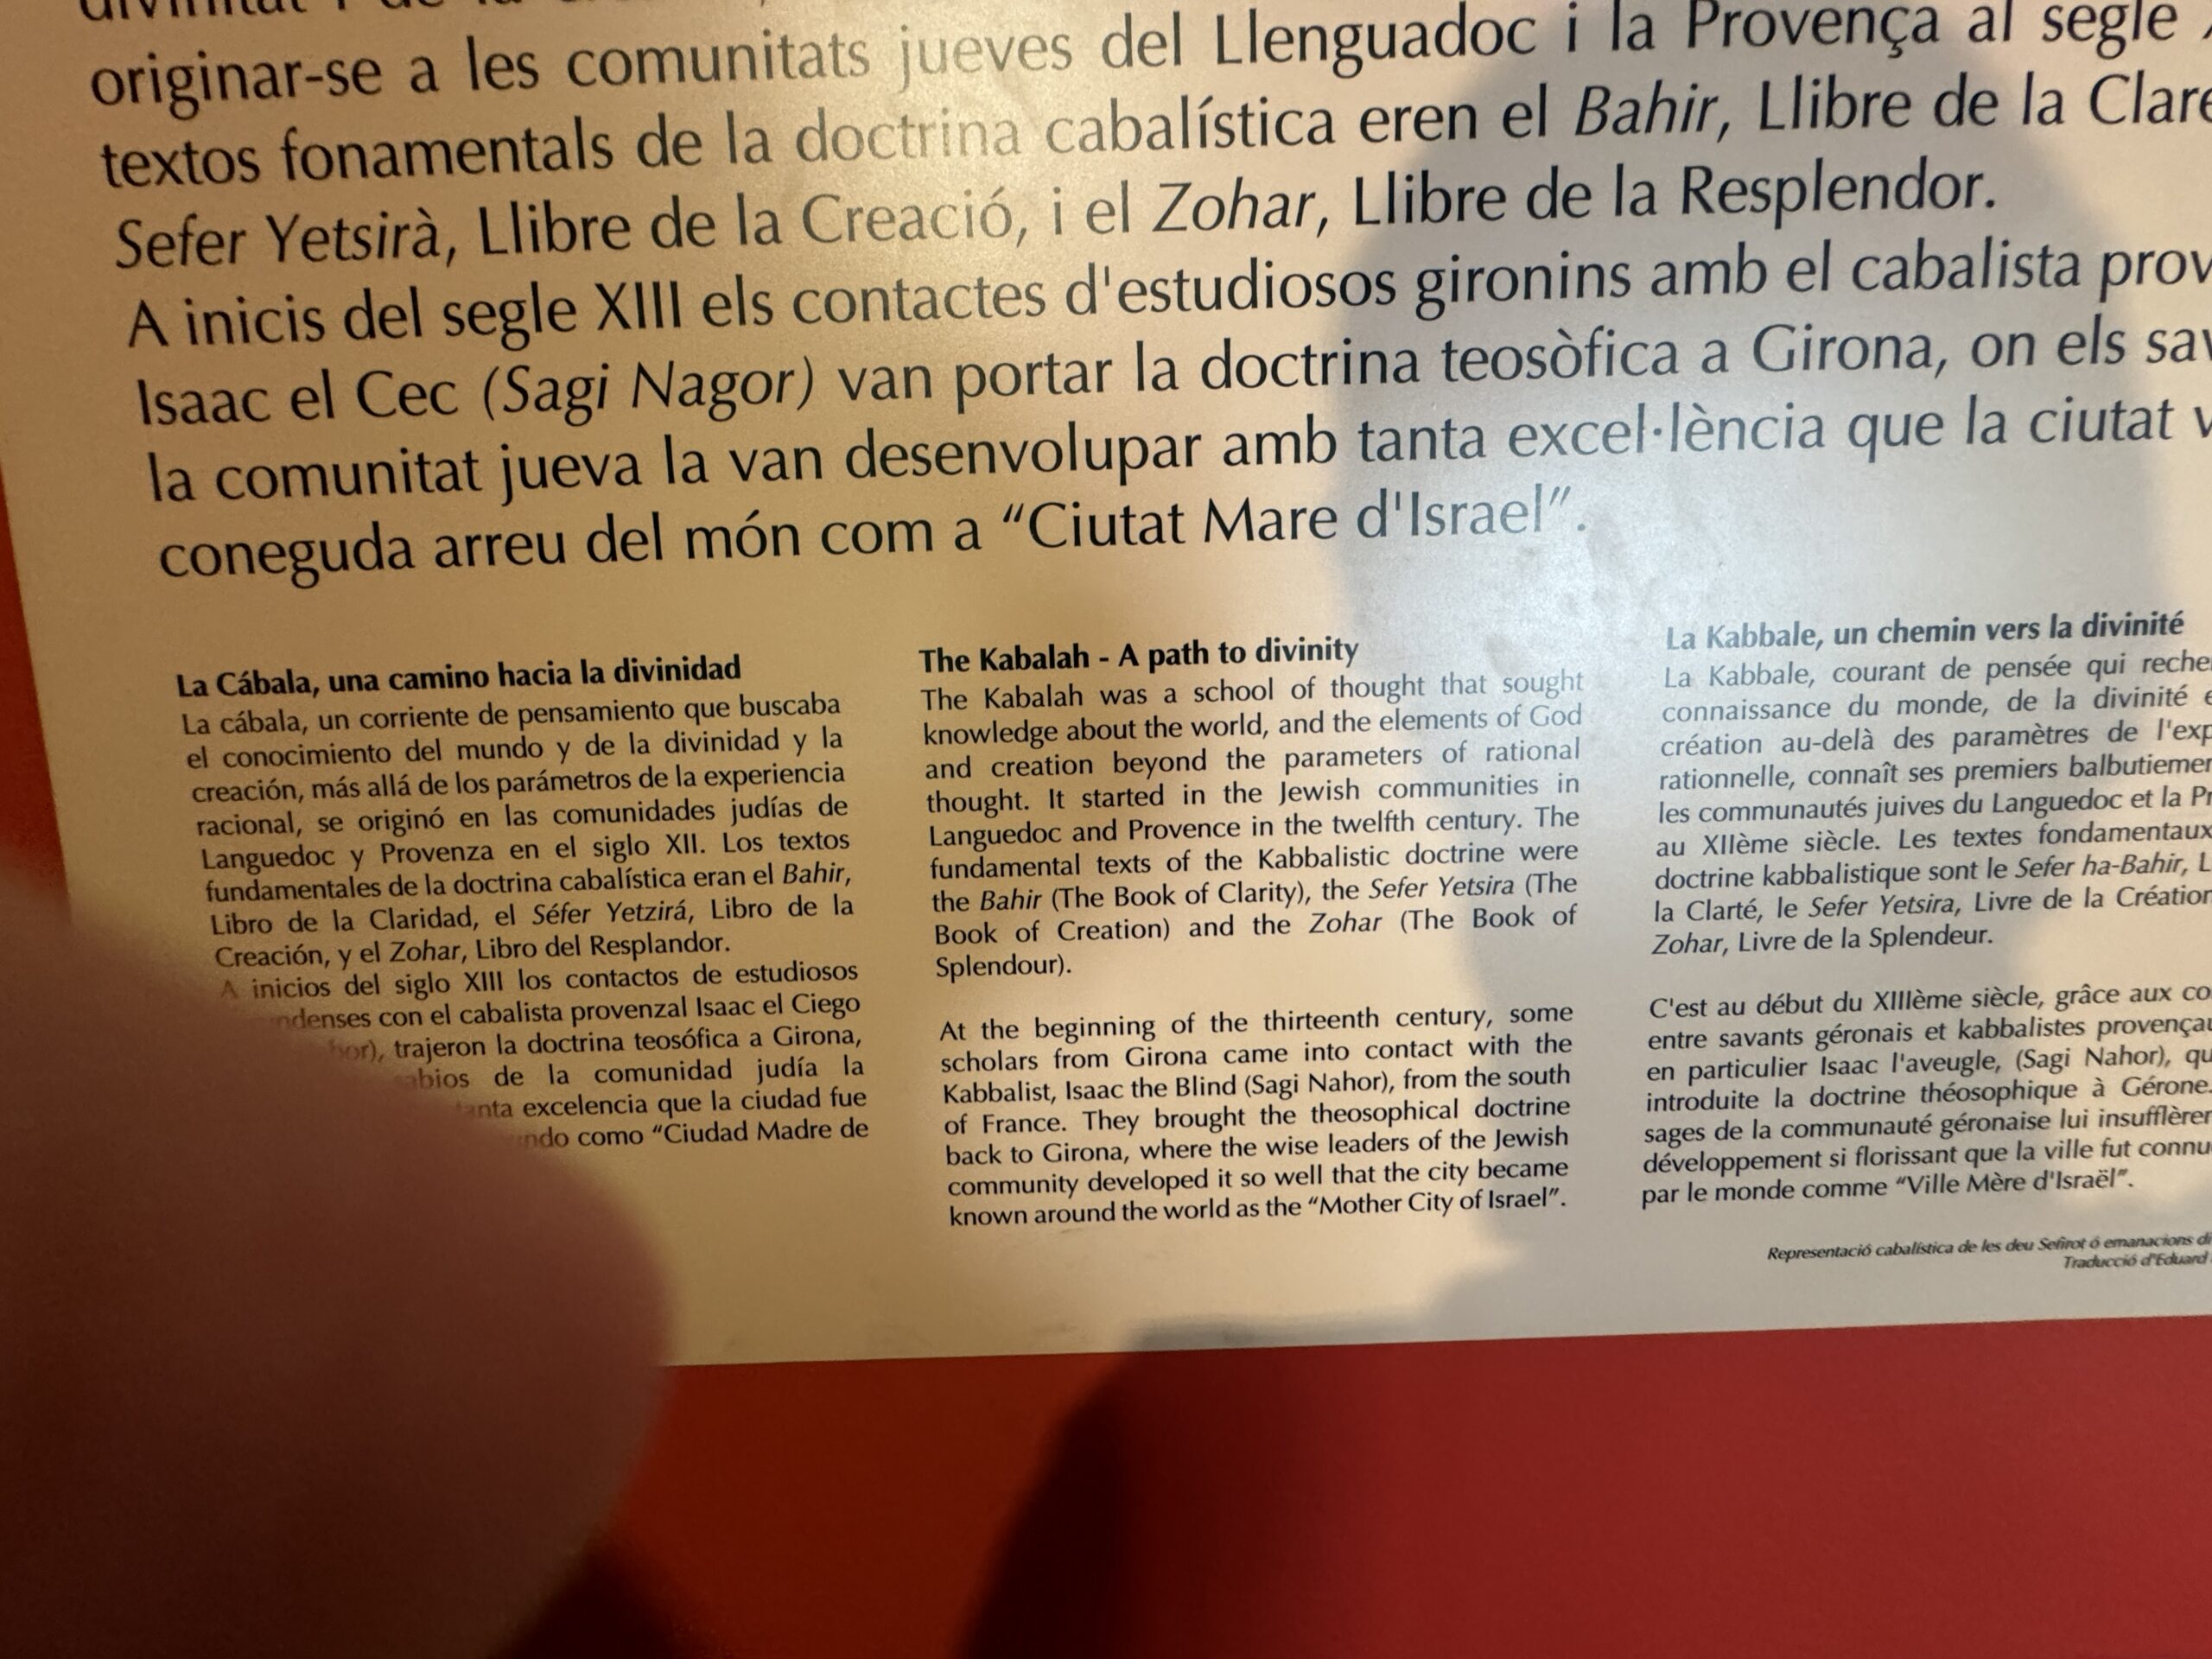 originar-se a les comunitats jueves del Llenguadoc i la Provença al segle
textos fonamentals de la doctrina cabalística eren el Bahir, Llibre de la
Sefer Yetsirà, Llibre de la Creació, i el Zohar, Llibre de la Resplendor.
A inicis del segle XIII els contactes d'estudiosos gironins amb el cabalista
Isaac el Cec (Sagi Nagor) van portar la doctrina teosòfica a Girona, on els
la comunitat jueva la van desenvolupar amb tanta excel·lència que la ciutat
coneguda arreu del món com a “Ciutat Mare d'Israel”.
La Cábala, una camino hacia la divinidad
La cábala, un corriente de pensamiento que buscaba
el conocimiento del mundo y de la divinidad y la
creación, más allá de los parámetros de la experiencia
racional, se originó en las comunidades judías de
Languedoc y Provenza en el siglo XII. Los textos
fundamentales de la doctrina cabalística eran el Bahir,
Libro de la Claridad, el Séfer Yetzirá, Libro de la
Creación, y el Zohar, Libro del Resplandor.
A inicios del siglo XIII los contactos de estudiosos
con el cabalista provenzal Isaac el Ciego
trajeron la doctrina teosófica a Girona,
de la comunidad judía la
excelencia que la ciudad fue
como “Ciudad Madre de
The Kabalah - A path to divinity
The Kabalah was a school of thought that sought
knowledge about the world, and the elements of God
and creation beyond the parameters of rational
thought. It started in the Jewish communities in
Languedoc and Provence in the twelfth century. The
fundamental texts of the Kabbalistic doctrine were
the Bahir (The Book of Clarity), the Sefer Yetsira (The
Book of Creation) and the Zohar (The Book of
Splendour).
At the beginning of the thirteenth century, some
scholars from Girona came into contact with the
Kabbalist, Isaac the Blind (Sagi Nahor), from the south
of France. They brought the theosophical doctrine
back to Girona, where the wise leaders of the Jewish
community developed it so well that the city became
known around the world as the “Mother City of Israel”.
La Kabbale, un chemin vers la divinité
La Kabbale, courant de pensée qui
connaissance du monde, de la divinité
création au-delà des paramètres de
rationnelle, connaît ses premiers
les communautés juives du Languedoc et la
au XIIème siècle. Les textes fondamentaux
doctrine kabbalistique sont le Sefer ha-Bahir,
la Clarté, le Sefer Yetsira, Livre de la Création
Zohar, Livre de la Splendeur.
C'est au début du XIIIème siècle, grâce aux
entre savants géronais et kabbalistes
en particulier Isaac l'aveugle, (Sagi Nahor),
introduite la doctrine théosophique à Gérone.
sages de la communauté géronaise lui
développement si florissant que la ville fut
par le monde comme “Ville Mère d'Israël”.
Representació cabalística de les deu Sefirot ó emanacions
Traducció d'Eduard